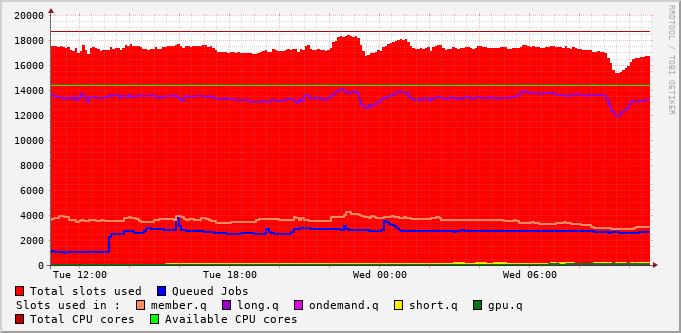 20000
18000
16000
14000
12000
10000
8000
6000
4000
2000
0
Tue 12:00 Tue 18:00 Wed 00:00 Wed 06:00
RRDTOOL / TOBI OETIKER
Total slots used Queued Jobs
Slots used in : member.q long.q ondemand.q short.q gpu.q
Total CPU cores Available CPU cores